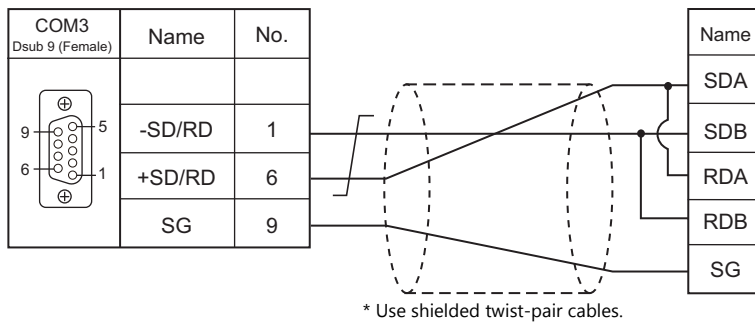 COM3
Dsub 9 (Female)
Name
No.
Name
9
5
6
1
-SD/RD
1
+SD/RD
6
SG
9
SDA
SDB
RDA
RDB
SG
* Use shielded twist-pair cables.